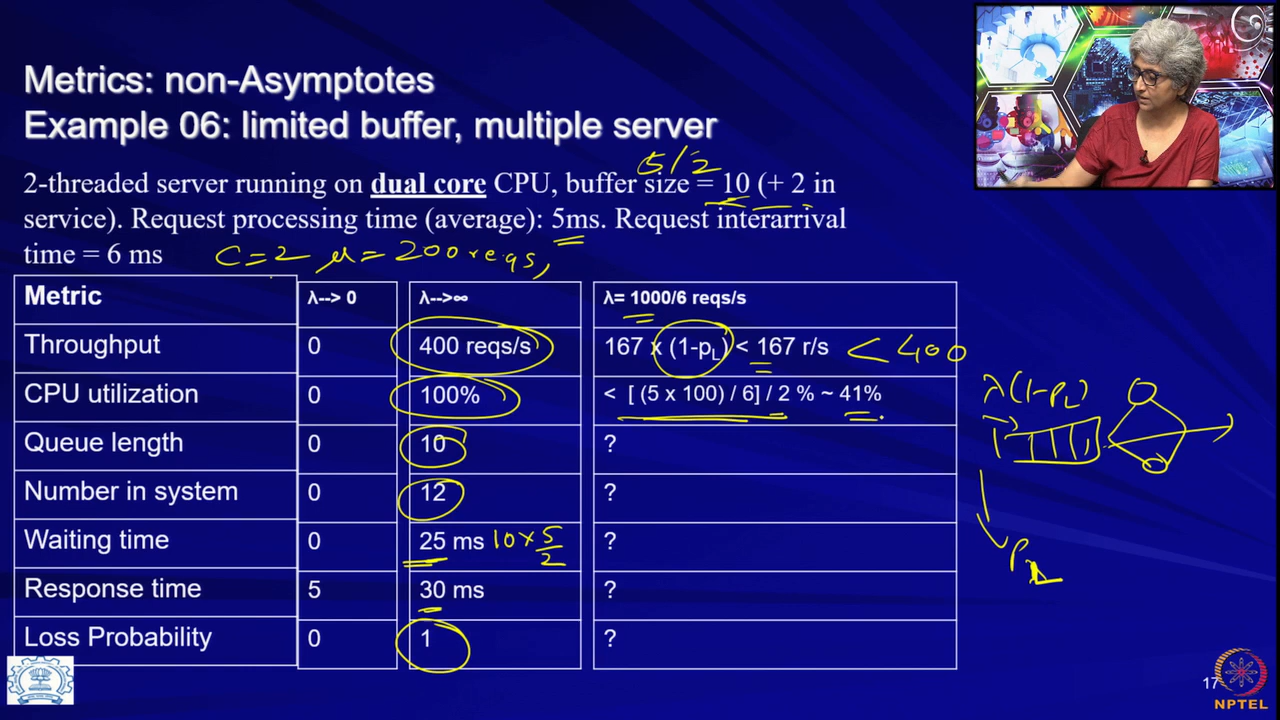 Metrics: non-Asymptotes
Example 06: limited buffer, multiple server
5/2
2-threaded server running on dual core CPU, buffer size = 10 (+ 2 in
service). Request processing time (average): 5ms. Request interarrival
time = 6 ms C=2 μ= 200 reqs,
Metric λ--> 0 λ-->∞ λ= 1000/6 reqs/s
Throughput 0 400 reqs/s 167 x (1-pL) < 167 r/s < 400
CPU utilization 0 100% < [ (5 x 100) / 6] / 2 % ~ 41%
λ(1-PL)
Queue length 0 10 ?
Number in system 0 12 ?
Waiting time 0 25 ms 10 × 5/2 ?
PL
Response time 5 30 ms ?
Loss Probability 0 1 ?
17
NPTEL